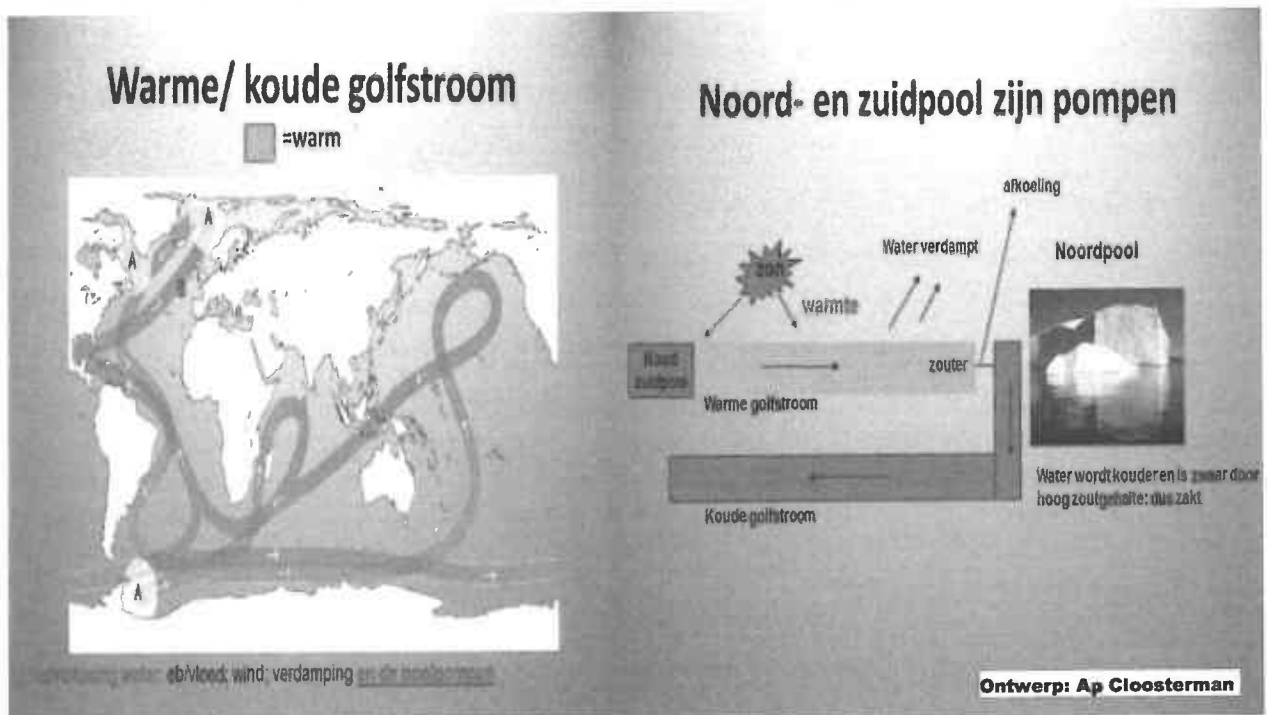 Warme/ koude golfstroom
=warm
A
A
A
ob/vloed; wind; verdamping
Noord- en zuidpool zijn pompen
afkoeling
Water verdampt
Noordpool
zon
warmte
zouter
Warme golfstroom
Water wordt kouder en is zwaar door
hoog zoutgehalte: dus zakt
Koude golfstroom
Ontwerp: Ap Cloosterman